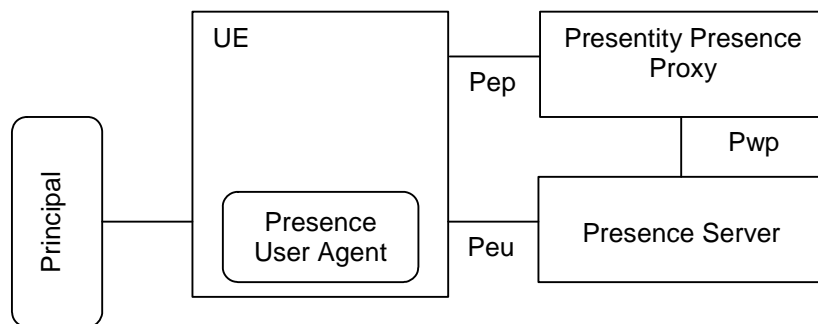 UE
Presentity Presence
Proxy
Pep
Pwp
Principal
Presence
User Agent
Peu
Presence Server